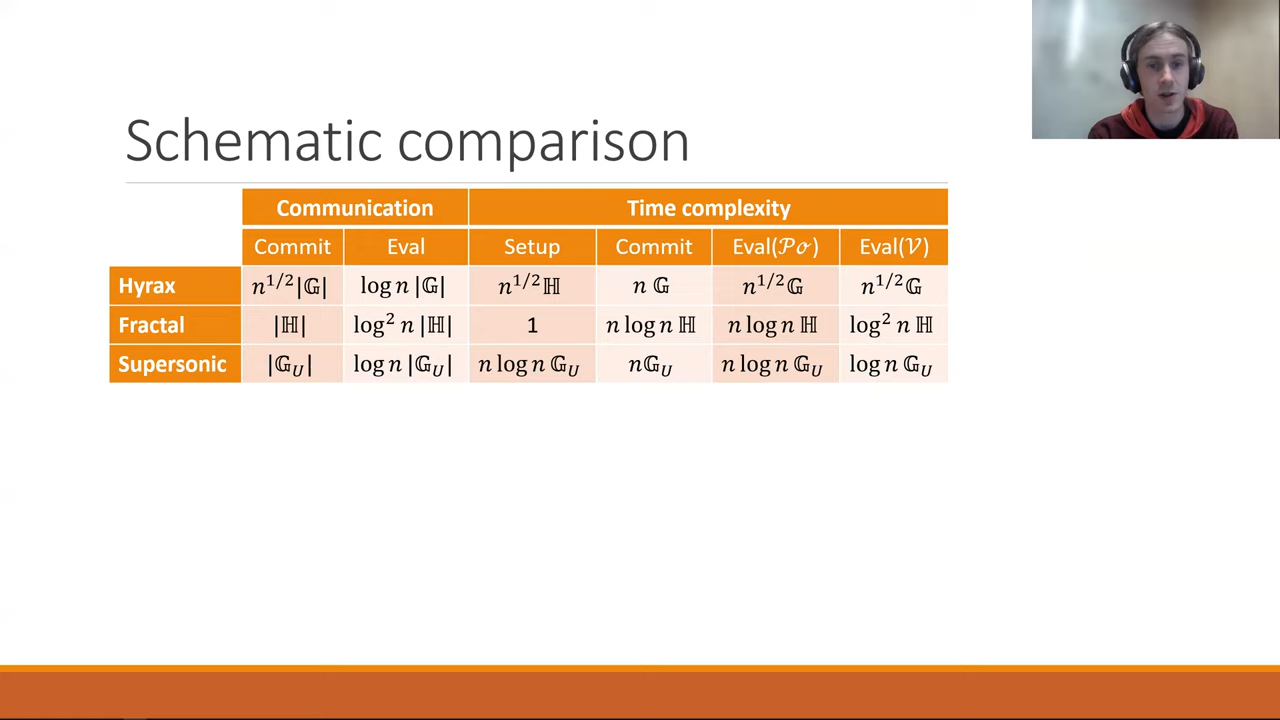 Schematic comparison
Communication Time complexity
Commit Eval Setup Commit Eval(𝒫ℴ) Eval(𝒱)
Hyrax n^{1/2}|𝔾| log n |𝔾| n^{1/2}ℍ n 𝔾 n^{1/2}𝔾 n^{1/2}𝔾
Fractal |ℍ| log² n |ℍ| 1 n log n ℍ n log n ℍ log² n ℍ
Supersonic |𝔾_U| log n |𝔾_U| n log n 𝔾_U n𝔾_U n log n 𝔾_U log n 𝔾_U